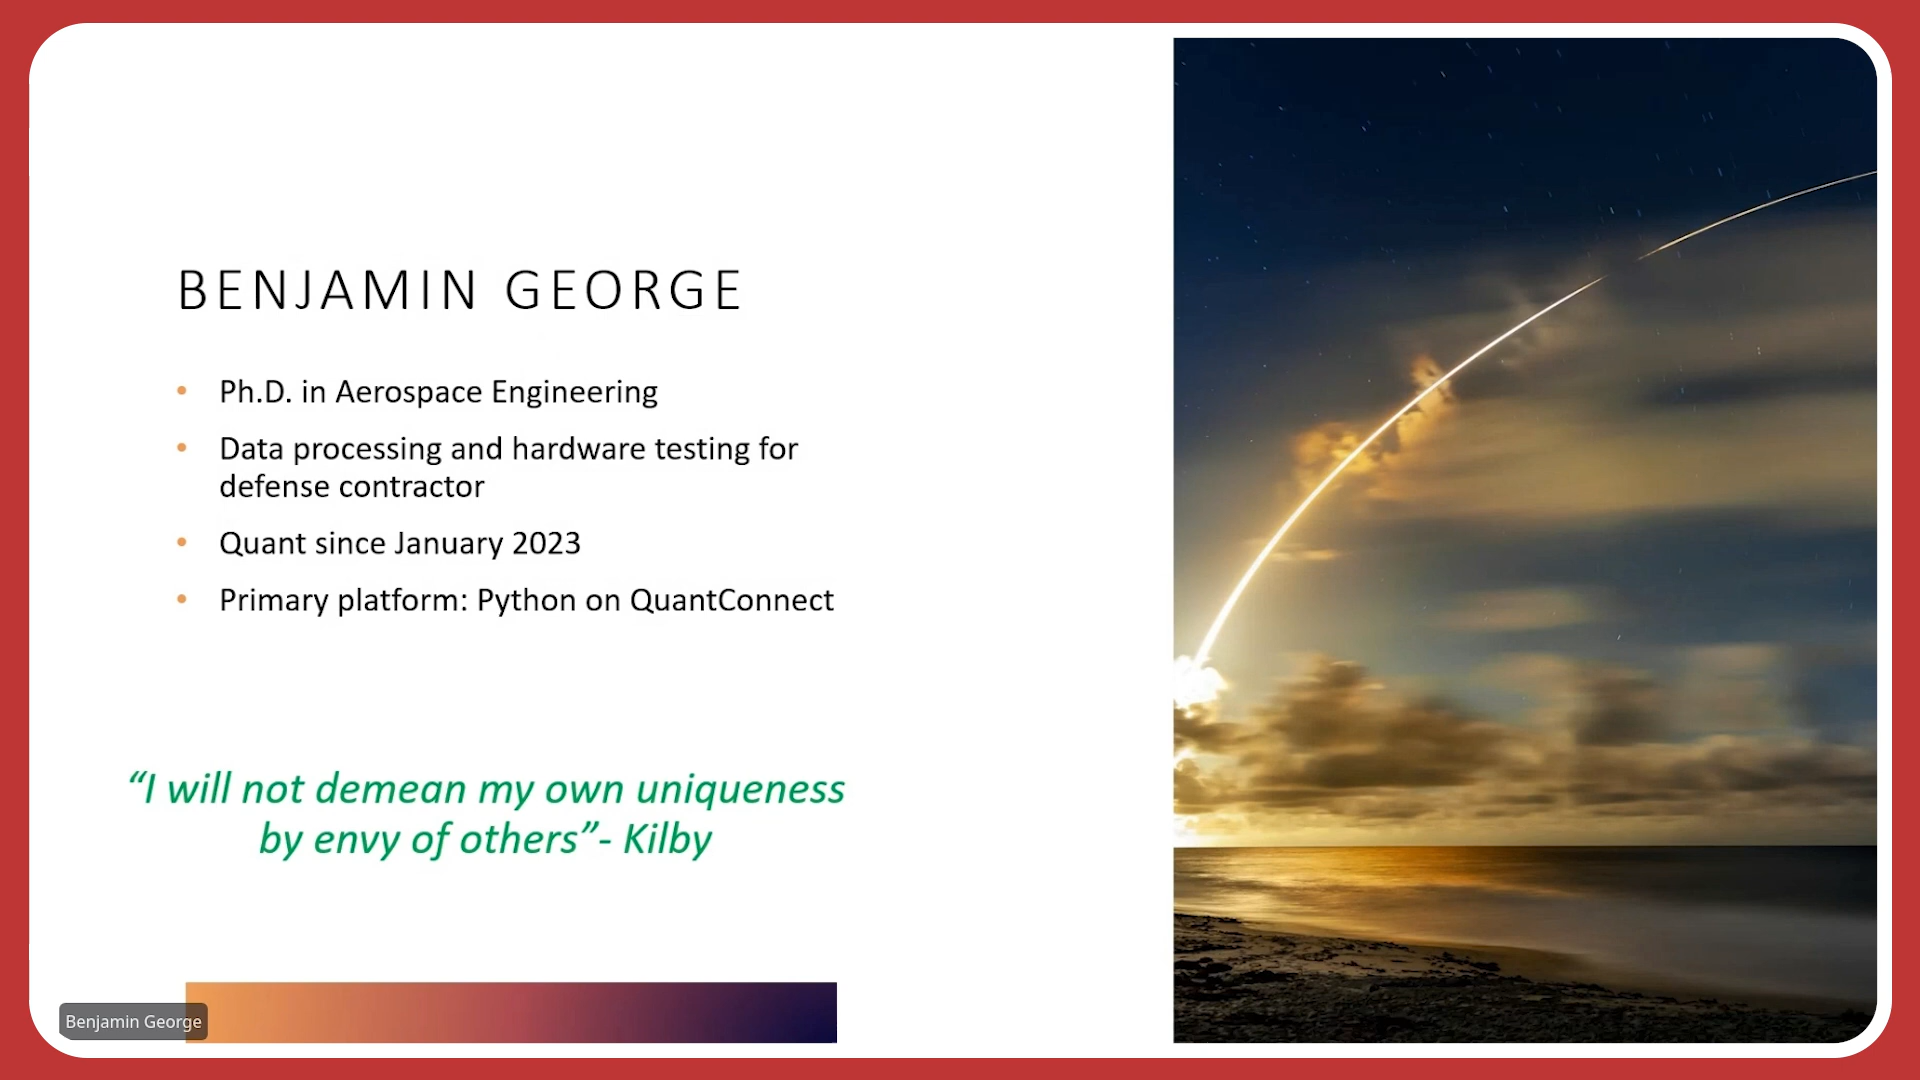 BENJAMIN GEORGE
• Ph.D. in Aerospace Engineering
• Data processing and hardware testing for
defense contractor
• Quant since January 2023
• Primary platform: Python on QuantConnect
“I will not demean my own uniqueness
by envy of others”- Kilby
Benjamin George